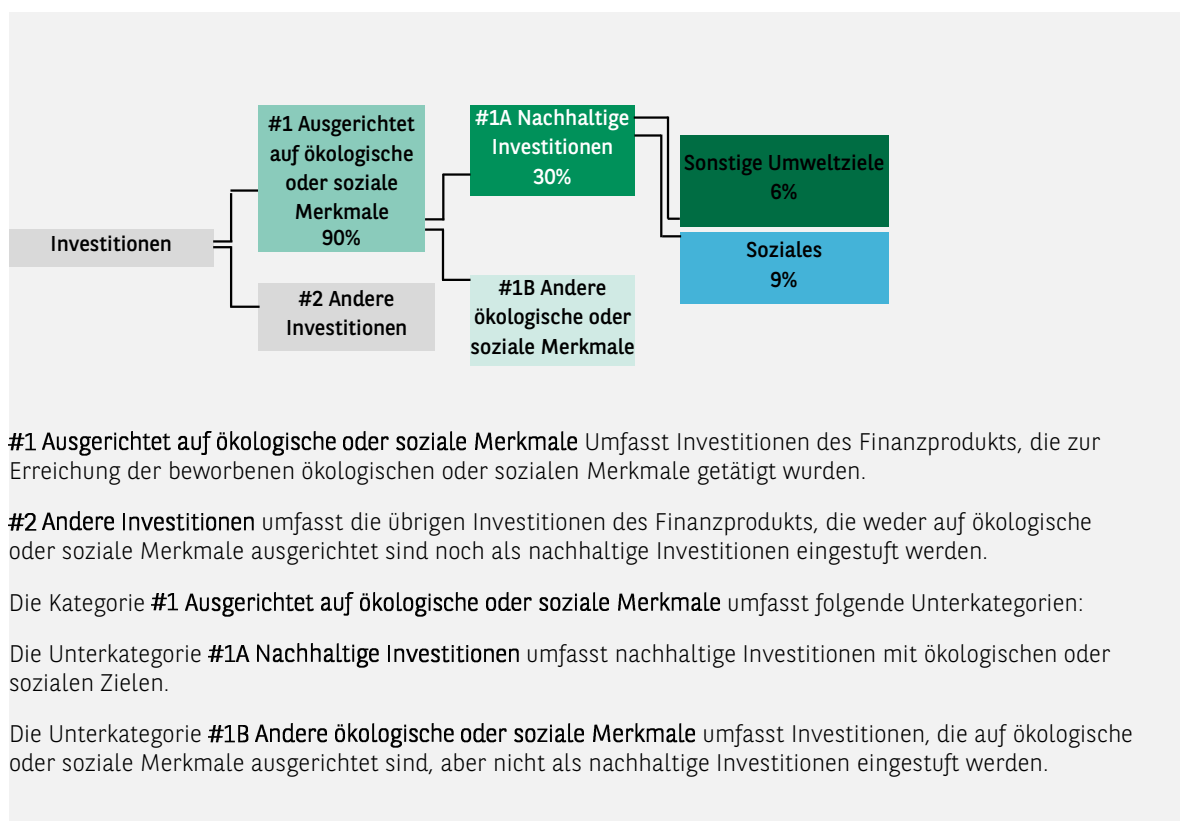 #1 Ausgerichtet
auf ökologische
oder soziale
Merkmale
90%
#1A Nachhaltige
Investitionen
30%
Sonstige Umweltziele
6%
Investitionen
Soziales
9%
#2 Andere
Investitionen
#1B Andere
ökologische oder
soziale Merkmale
#1 Ausgerichtet auf ökologische oder soziale Merkmale Umfasst Investitionen des Finanzprodukts, die zur
Erreichung der beworbenen ökologischen oder sozialen Merkmale getätigt wurden.
#2 Andere Investitionen umfasst die übrigen Investitionen des Finanzprodukts, die weder auf ökologische
oder soziale Merkmale ausgerichtet sind noch als nachhaltige Investitionen eingestuft werden.
Die Kategorie #1 Ausgerichtet auf ökologische oder soziale Merkmale umfasst folgende Unterkategorien:
Die Unterkategorie #1A Nachhaltige Investitionen umfasst nachhaltige Investitionen mit ökologischen oder
sozialen Zielen.
Die Unterkategorie #1B Andere ökologische oder soziale Merkmale umfasst Investitionen, die auf ökologische
oder soziale Merkmale ausgerichtet sind, aber nicht als nachhaltige Investitionen eingestuft werden.